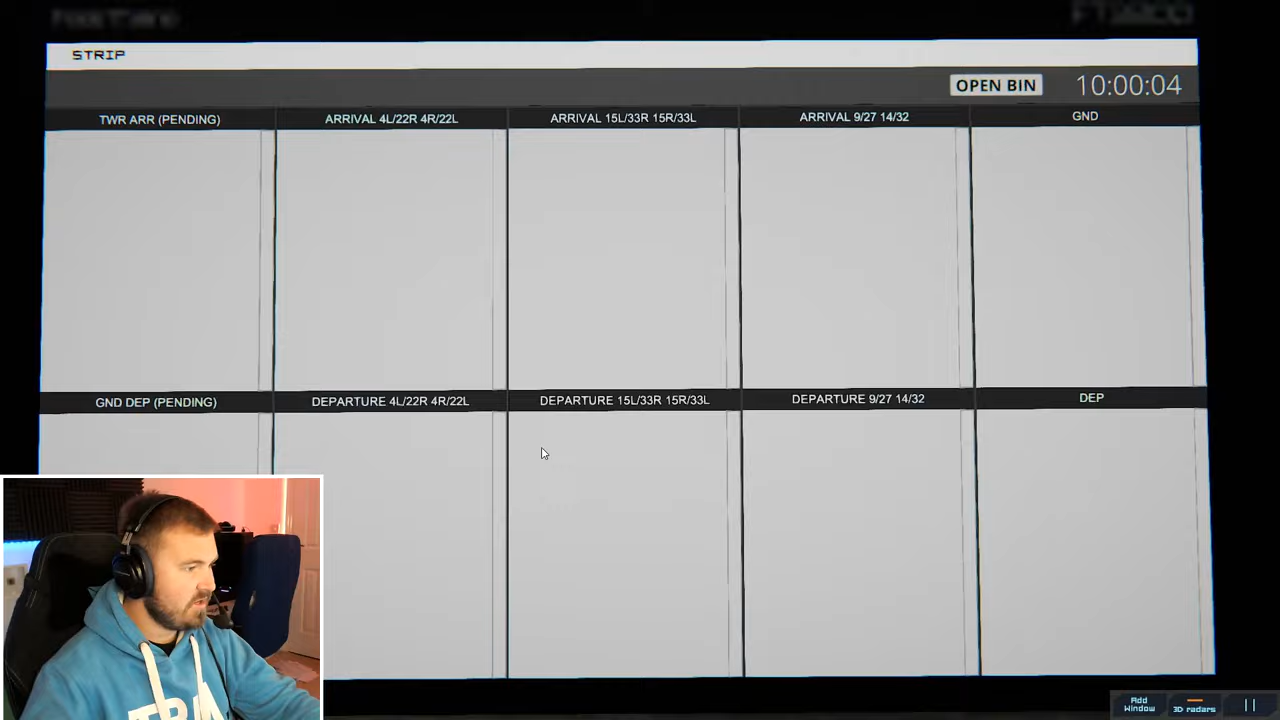 STRIP
OPEN BIN 10:00:04
TWR ARR (PENDING) ARRIVAL 4L/22R 4R/22L ARRIVAL 15L/33R 15R/33L ARRIVAL 9/27 14/32 GND
GND DEP (PENDING) DEPARTURE 4L/22R 4R/22L DEPARTURE 15L/33R 15R/33L DEPARTURE 9/27 14/32 DEP
Add
Window
3D radars